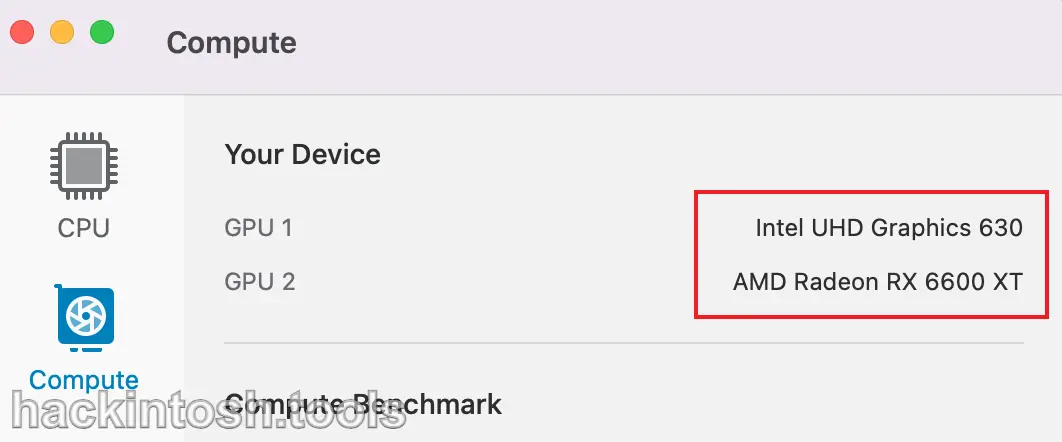 Compute
Your Device
CPU
GPU 1 Intel UHD Graphics 630
GPU 2 AMD Radeon RX 6600 XT
Compute
Compute Benchmark
hackintosh.tools